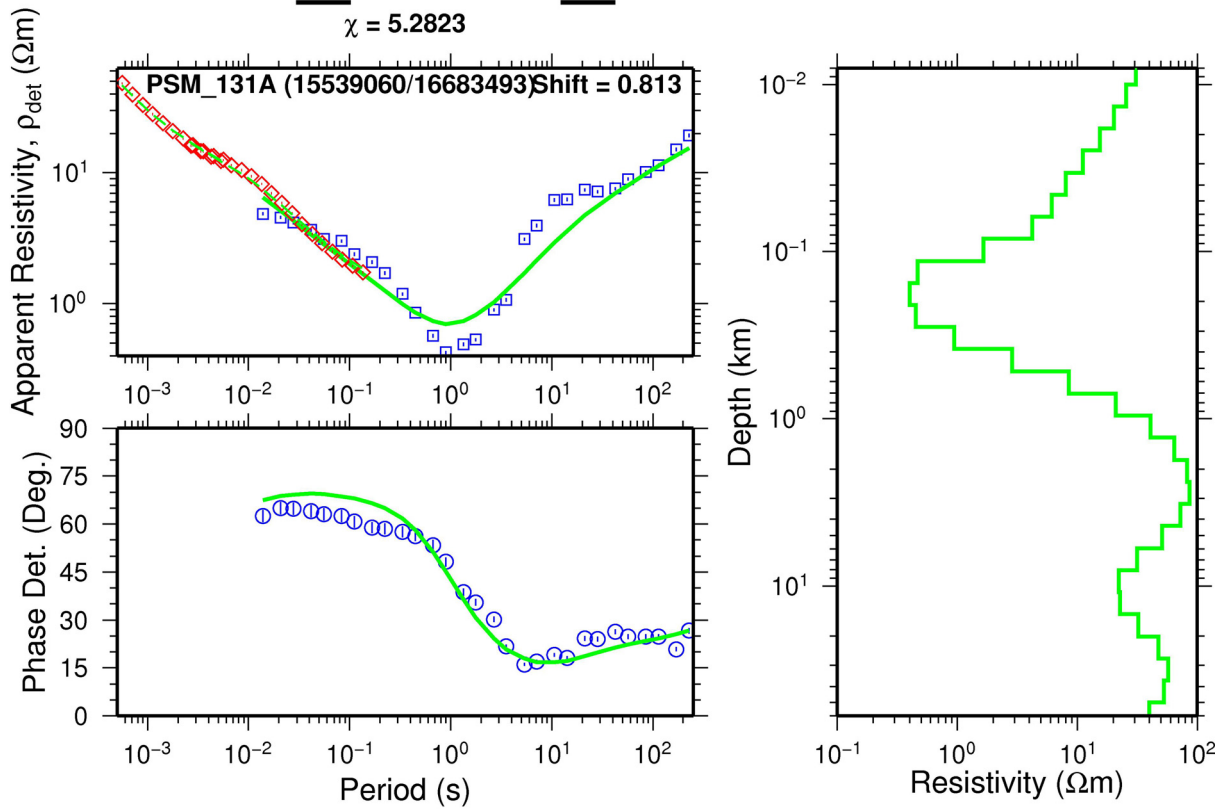 χ = 5.2823
PSM_131A (15539060/16683493)Shift = 0.813
Apparent Resistivity, ρdet (Ωm)
10¹
10⁰
10⁻³ 10⁻² 10⁻¹ 10⁰ 10¹ 10²
Phase Det. (Deg.)
90
75
60
45
30
15
0
10⁻³ 10⁻² 10⁻¹ 10⁰ 10¹ 10²
Period (s)
Depth (km)
10⁻²
10⁻¹
10⁰
10¹
10⁻¹ 10⁰ 10¹ 10²
Resistivity (Ωm)